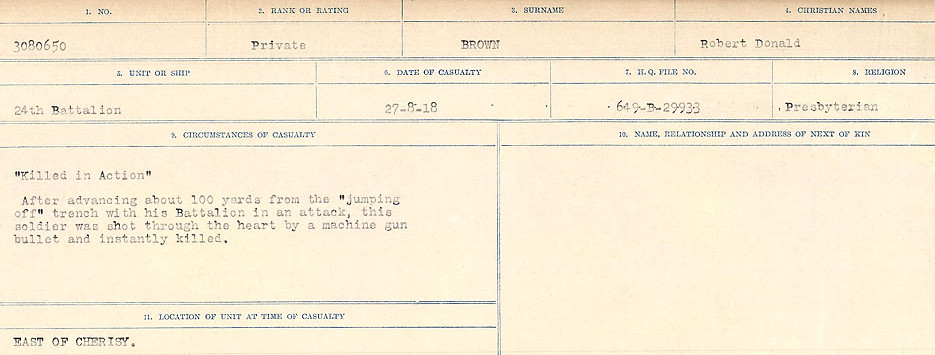 1. NO. 2. RANK OR RATING 3. SURNAME 4. CHRISTIAN NAMES
3080650 Private BROWN Robert Donald
5. UNIT OR SHIP 6. DATE OF CASUALTY 7. H.Q. FILE NO. 8. RELIGION
24th Battalion 27-8-18 649-B-29933 Presbyterian
9. CIRCUMSTANCES OF CASUALTY
"Killed in Action"
After advancing about 100 yards from the "jumping
off" trench with his Battalion in an attack, this
soldier was shot through the heart by a machine gun
bullet and instantly killed.
10. NAME, RELATIONSHIP AND ADDRESS OF NEXT OF KIN
11. LOCATION OF UNIT AT TIME OF CASUALTY
EAST OF CHERISY.